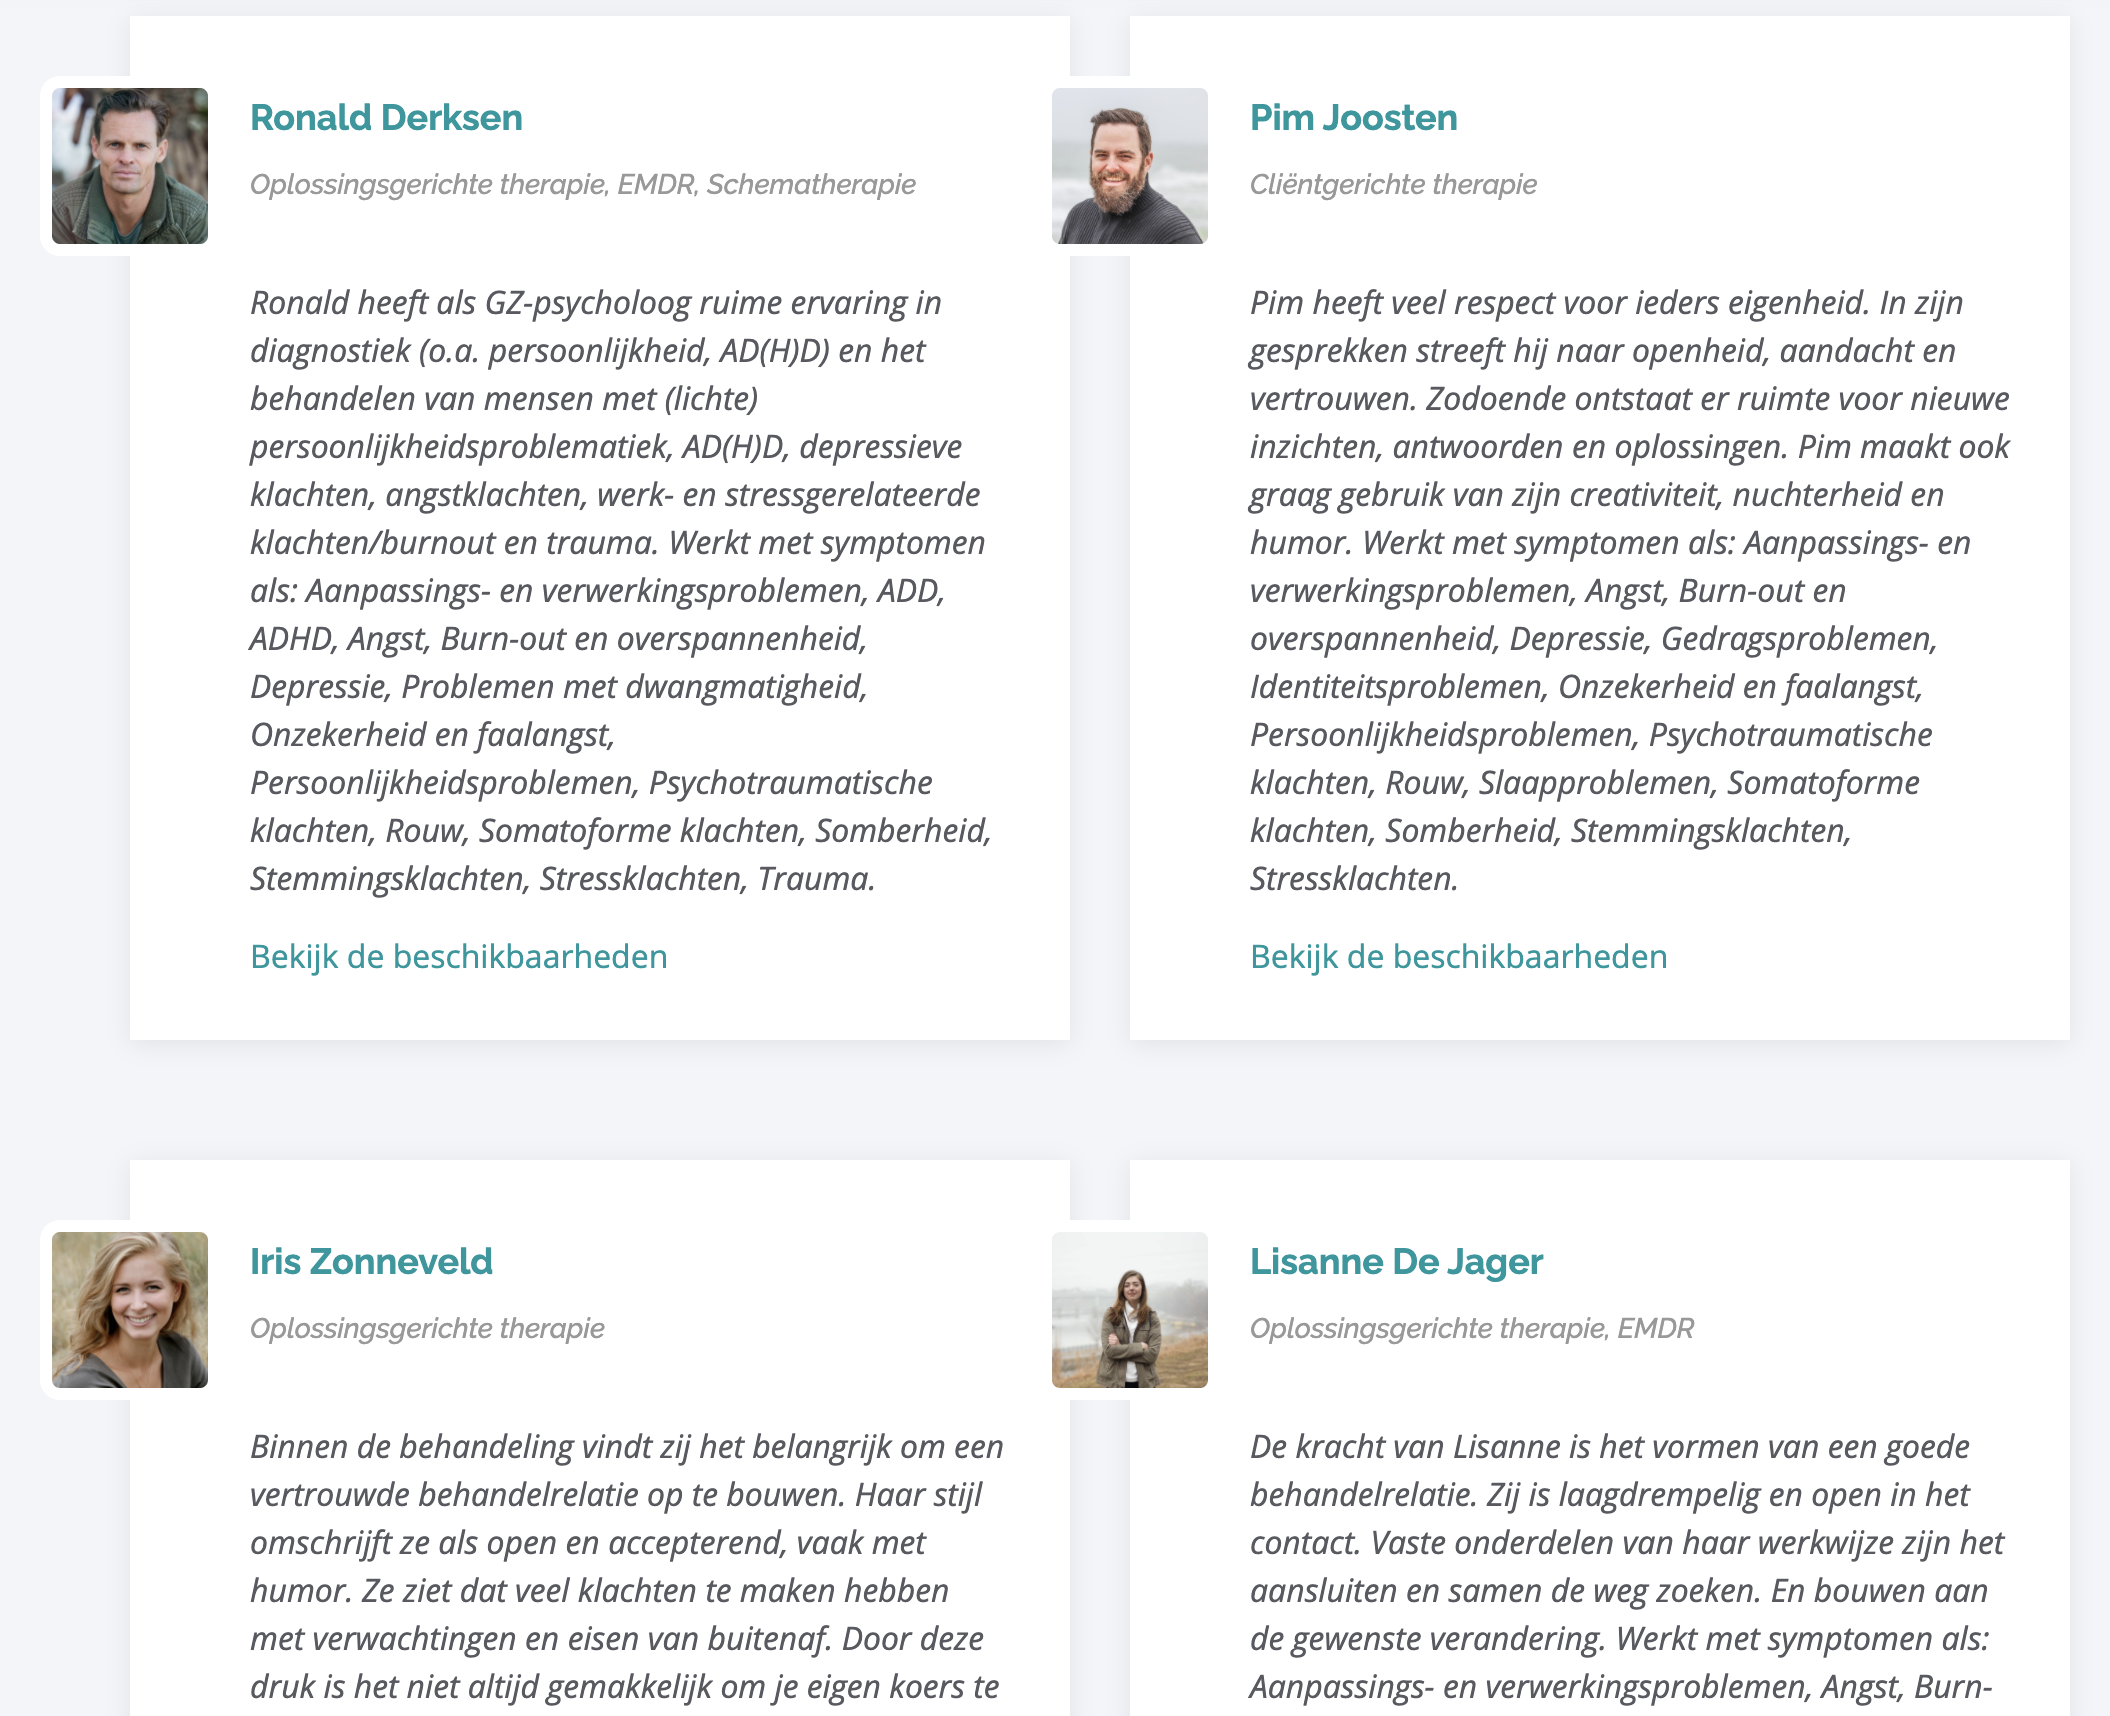 Ronald Derksen
Oplossingsgerichte therapie, EMDR, Schematherapie
Ronald heeft als GZ-psycholoog ruime ervaring in
diagnostiek (o.a. persoonlijkheid, AD(H)D) en het
behandelen van mensen met (lichte)
persoonlijkheidsproblematiek, AD(H)D, depressieve
klachten, angstklachten, werk- en stressgerelateerde
klachten/burnout en trauma. Werkt met symptomen
als: Aanpassings- en verwerkingsproblemen, ADD,
ADHD, Angst, Burn-out en overspannenheid,
Depressie, Problemen met dwangmatigheid,
Onzekerheid en faalangst,
Persoonlijkheidsproblemen, Psychotraumatische
klachten, Rouw, Somatoforme klachten, Somberheid,
Stemmingsklachten, Stressklachten, Trauma.
Bekijk de beschikbaarheden
Pim Joosten
Cliëntgerichte therapie
Pim heeft veel respect voor ieders eigenheid. In zijn
gesprekken streeft hij naar openheid, aandacht en
vertrouwen. Zodoende ontstaat er ruimte voor nieuwe
inzichten, antwoorden en oplossingen. Pim maakt ook
graag gebruik van zijn creativiteit, nuchterheid en
humor. Werkt met symptomen als: Aanpassings- en
verwerkingsproblemen, Angst, Burn-out en
overspannenheid, Depressie, Gedragsproblemen,
Identiteitsproblemen, Onzekerheid en faalangst,
Persoonlijkheidsproblemen, Psychotraumatische
klachten, Rouw, Slaapproblemen, Somatoforme
klachten, Somberheid, Stemmingsklachten,
Stressklachten.
Bekijk de beschikbaarheden
Iris Zonneveld
Oplossingsgerichte therapie
Binnen de behandeling vindt zij het belangrijk om een
vertrouwde behandelrelatie op te bouwen. Haar stijl
omschrijft ze als open en accepterend, vaak met
humor. Ze ziet dat veel klachten te maken hebben
met verwachtingen en eisen van buitenaf. Door deze
druk is het niet altijd gemakkelijk om je eigen koers te
Lisanne De Jager
Oplossingsgerichte therapie, EMDR
De kracht van Lisanne is het vormen van een goede
behandelrelatie. Zij is laagdrempelig en open in het
contact. Vaste onderdelen van haar werkwijze zijn het
aansluiten en samen de weg zoeken. En bouwen aan
de gewenste verandering. Werkt met symptomen als:
Aanpassings- en verwerkingsproblemen, Angst, Burn-